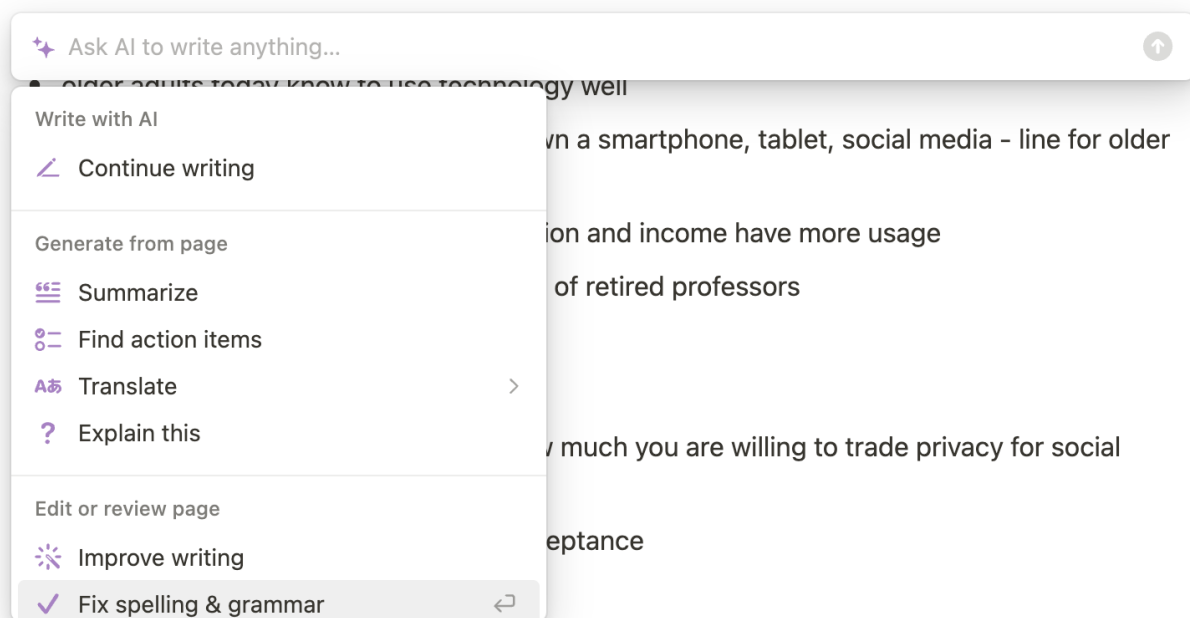 Ask AI to write anything...
older adults today know to use technology well
Write with AI
a smartphone, tablet, social media - line for older
Continue writing
Generate from page
and income have more usage
Summarize
of retired professors
Find action items
Aあ Translate
? Explain this
much you are willing to trade privacy for social
Edit or review page
Improve writing
Fix spelling & grammar